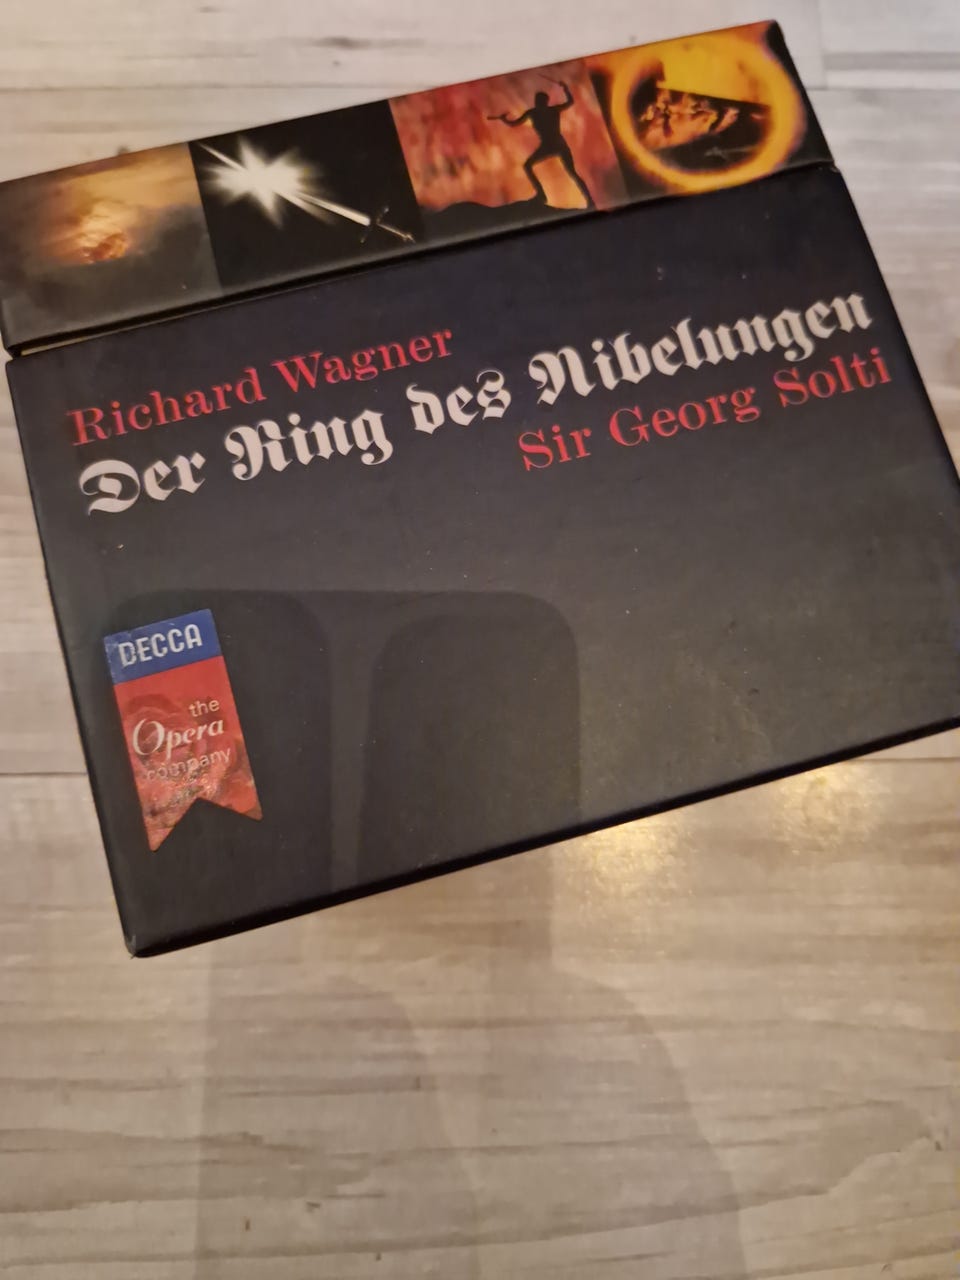 Richard Wagner
Der Ring des Nibelungen
Sir Georg Solti
DECCA
the
Opera
company